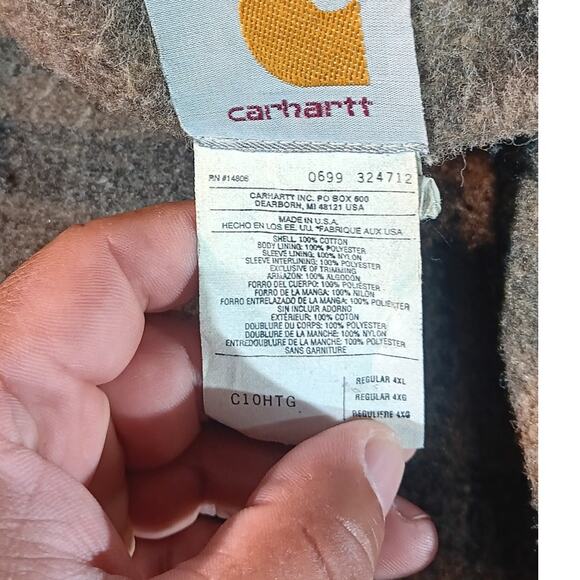 carhartt
RN #14806 0699 324712
CARHARTT INC. PO BOX 600
DEARBORN, MI 48121 USA
MADE IN U.S.A.
HECHO EN LOS EE. UU. *FABRIQUE AUX USA
SHELL: 100% COTTON
BODY LINING: 100% POLYESTER
SLEEVE LINING: 100% NYLON
SLEEVE INTERLINING: 100% POLYESTER
EXCLUSIVE OF TRIMMING
ARMAZON: 100% ALGODON
FORRO DEL CUERPO: 100% POLIESTER
FORRO DE LA MANGA: 100% NILON
FORRO ENTRELAZADO DE LA MANGA: 100% POLIESTER
SIN INCLUIR ADORNO
EXTÉRIEUR: 100% COTON
DOUBLURE DU CORPS: 100% POLYESTER
DOUBLURE DE LA MANCHE: 100% NYLON
ENTREDOUBLURE DE LA MANCHE: 100% POLYESTER
SANS GARNITURE
REGULAR 4XL
C10HTG REGULAR 4XG
REGULIERE 4XG